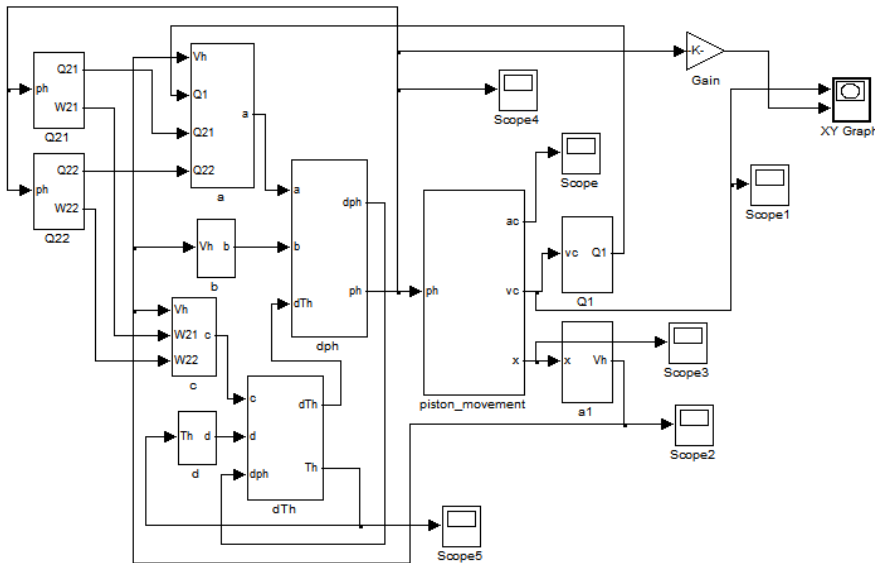 ph
Q21
W21
Q21
ph
Q22
W22
Q22
Vh
Q1
Q21
Q22
a
a
Vh
b
b
Vh
W21
W22
c
c
Th
d
d
a
b
dTh
dph
ph
dph
c
d
dph
dTh
Th
dTh
ph
ac
vc
x
piston_movement
vc
Q1
Q1
x
Vh
a1
-K-
Gain
XY Graph
Scope4
Scope
Scope1
Scope3
Scope2
Scope5